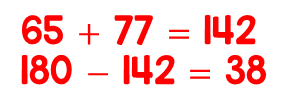 65 + 77 = 142
180 – 142 = 38